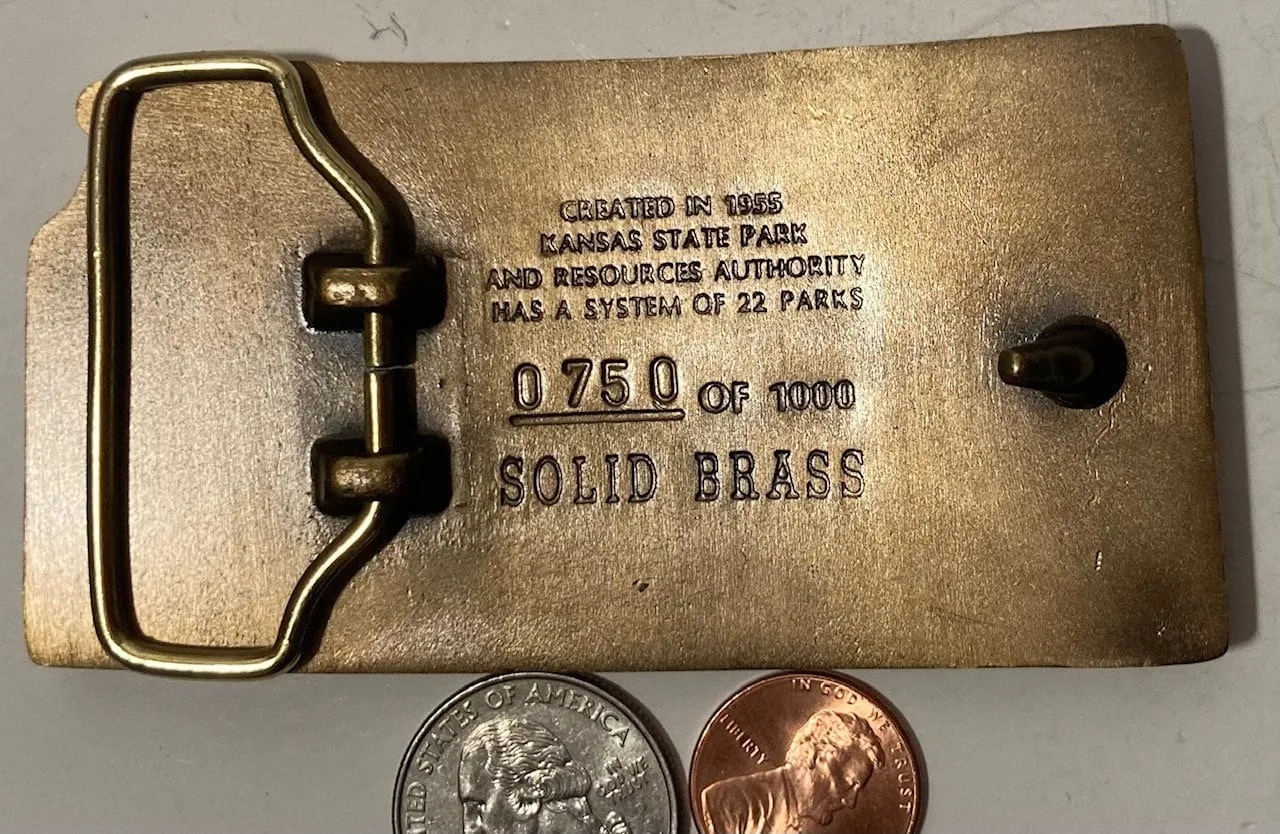 CREATED IN 1955
KANSAS STATE PARK
AND RESOURCES AUTHORITY
HAS A SYSTEM OF 22 PARKS
0750 OF 1000
SOLID BRASS
TED STATES OF AMERICA
IN GOD WE TRUST
LIBERTY